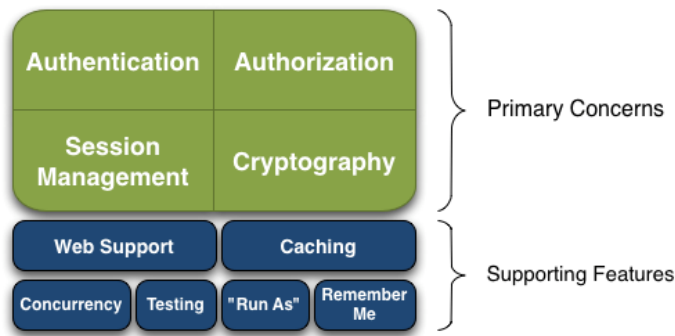 Authentication
Authorization
Session
Management
Cryptography
Primary Concerns
Web Support
Caching
Concurrency
Testing
"Run As"
Remember
Me
Supporting Features